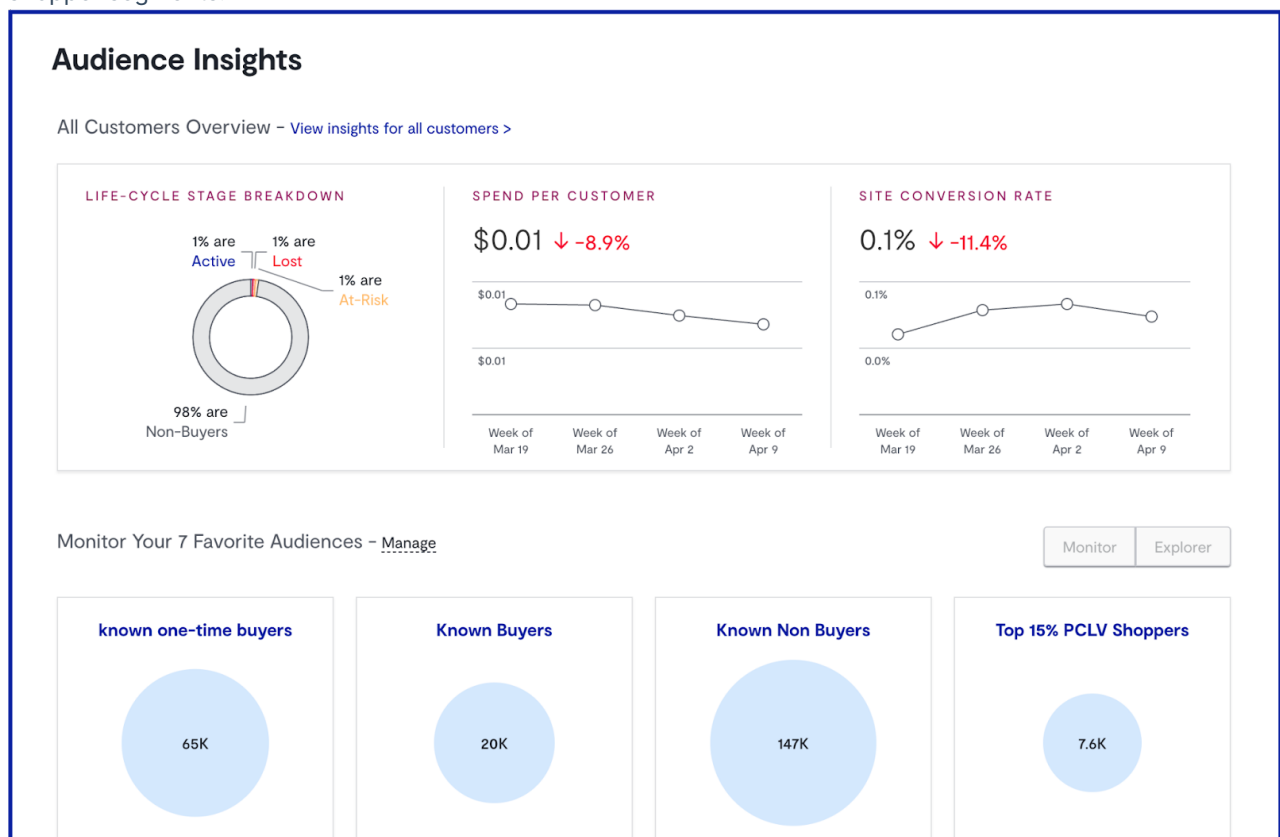 Audience Insights
All Customers Overview - View insights for all customers >
LIFE-CYCLE STAGE BREAKDOWN
1% are
Active
1% are
Lost
1% are
At-Risk
98% are
Non-Buyers
SPEND PER CUSTOMER
$0.01 ↓ -8.9%
$0.01
$0.01
Week of
Mar 19
Week of
Mar 26
Week of
Apr 2
Week of
Apr 9
SITE CONVERSION RATE
0.1% ↓ -11.4%
0.1%
0.0%
Week of
Mar 19
Week of
Mar 26
Week of
Apr 2
Week of
Apr 9
Monitor Your 7 Favorite Audiences - Manage
Monitor
Explorer
known one-time buyers
65K
Known Buyers
20K
Known Non Buyers
147K
Top 15% PCLV Shoppers
7.6K